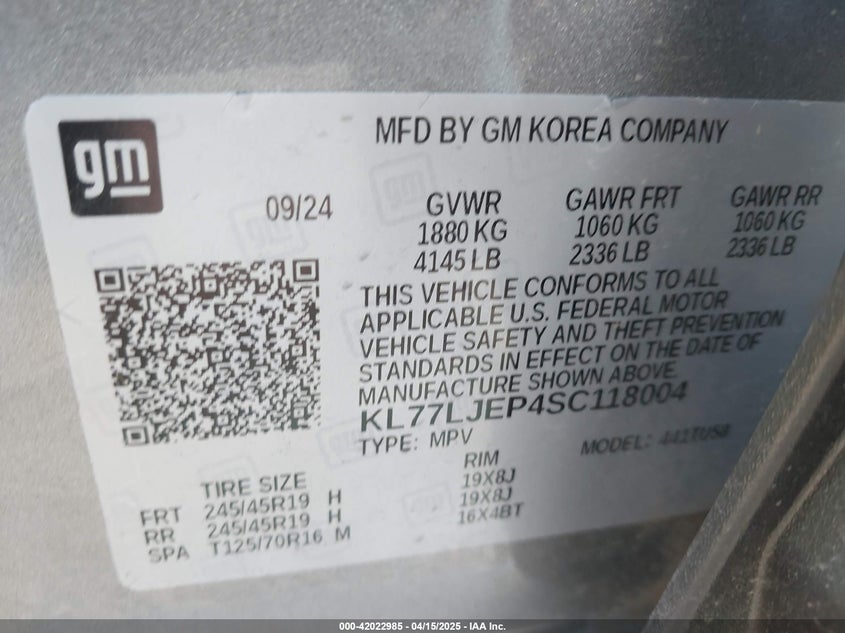 gm
MFD BY GM KOREA COMPANY
09/24
GVWR GAWR FRT GAWR RR
1880 KG 1060 KG 1060 KG
4145 LB 2336 LB 2336 LB
THIS VEHICLE CONFORMS TO ALL
APPLICABLE U.S. FEDERAL MOTOR
VEHICLE SAFETY AND THEFT PREVENTION
STANDARDS IN EFFECT ON THE DATE OF
MANUFACTURE SHOWN ABOVE.
KL77LJEP4SC118004
TYPE: MPV MODEL:
TIRE SIZE RIM
FRT 245/45R19 H 19X8J
RR 245/45R19 H 19X8J
SPA T125/70R16 M 16X4BT
000-42022985 - 04/15/2025 - IAA Inc.